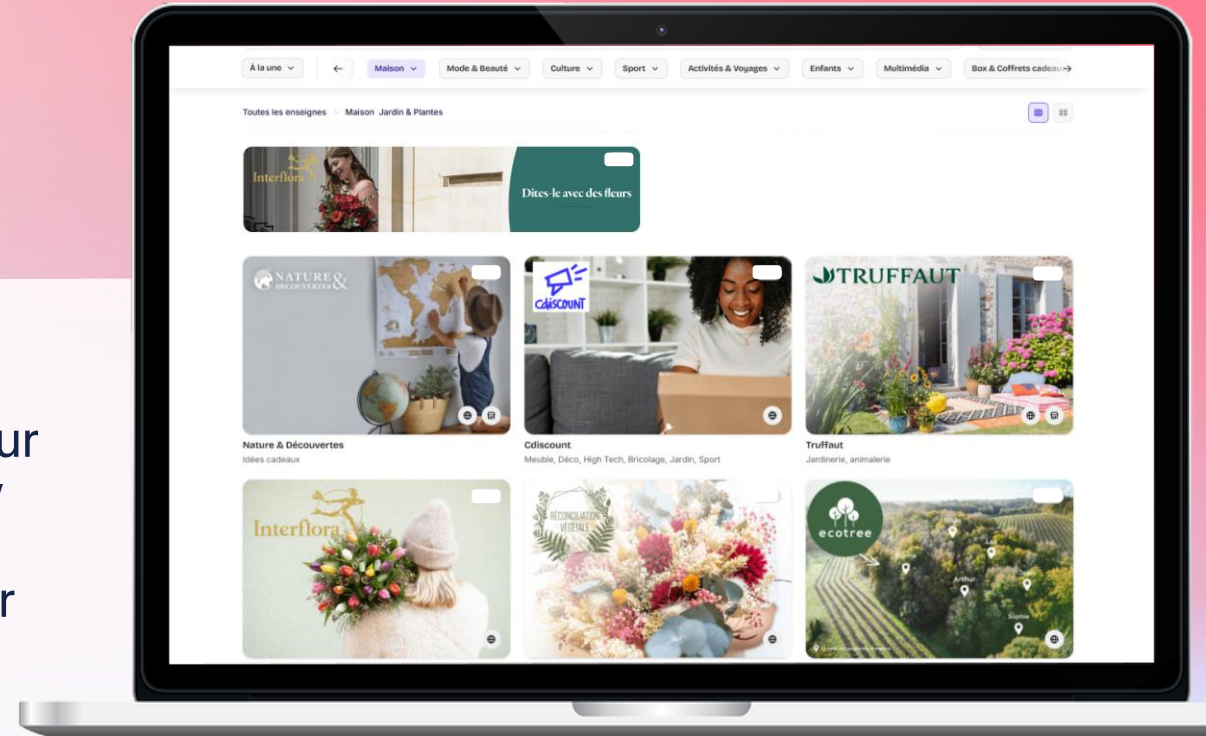 À la une
Maison
Mode & Beauté
Culture
Sport
Activités & Voyages
Enfants
Multimédia
Box & Coffrets cadeau
Toutes les enseignes
Maison Jardin & Plantes
Interflora
Dites-le avec des fleurs
NATURE &
DECOUVERTES
Cdiscount
TRUFFAUT
Nature & Découvertes
Idées cadeaux
Cdiscount
Meuble, Déco, High Tech, Bricolage, Jardin, Sport
Truffaut
Jardinerie, animalerie
ur
r
Interflora
RÉCONCILIATION
VÉGÉTALE
ecotree
Arthur
Sophie